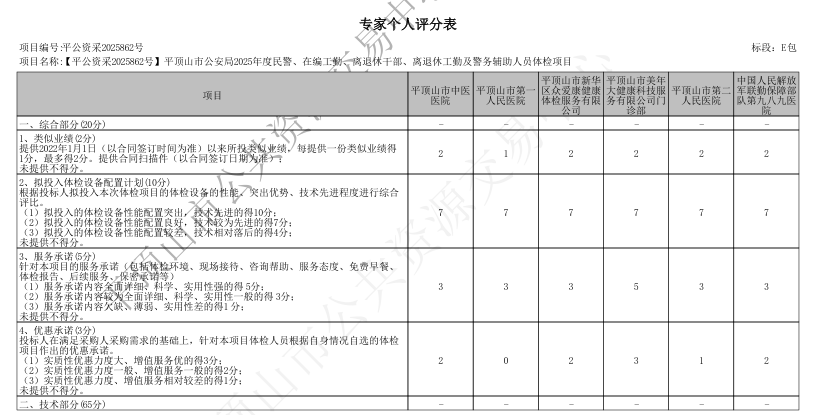 专家个人评分表
项目编号:平公资采2025862号
标段: E包
项目名称:【平公资采2025862号】平顶山市公安局2025年度民警、在编工勤、离退休干部、离退休工勤及警务辅助人员体检项目
项目
平顶山市中医医院
平顶山市第一人民医院
平顶山市新华区众爱康健康体检服务有限公司
平顶山市美年大健康科技服务有限公司门诊部
平顶山市第二人民医院
中国人民解放军联勤保障部队第九八九医院
一、综合部分(20分) – – – – – –
1、类似业绩(2分)
提供2022年1月1日(以合同签订时间为准)以来所投类似业绩,每提供一份类似业绩得
1分,最多得2分。提供合同扫描件(以合同签订日期为准);
未提供不得分。
2 1 2 2 2 2
2、拟投入体检设备配置计划(10分)
根据投标人拟投入本次体检项目的体检设备的性能、突出优势、技术先进程度进行综合
评比。
(1)拟投入的体检设备性能配置突出,技术先进的得10分;
(2)拟投入的体检设备性能配置良好,技术较为先进的得7分;
(3)拟投入的体检设备性能配置较差,技术相对落后的得4分;
未提供不得分。
7 7 7 7 7 7
3、服务承诺(5分)
针对本项目的服务承诺(包括体检环境、现场接待、咨询帮助、服务态度、免费早餐、
体检报告、后续服务、保密承诺等)
(1)服务承诺内容全面详细、科学、实用性强的得 5分;
(2)服务承诺内容较为全面详细、科学、实用性一般的得 3分;
(3)服务承诺内容欠缺、薄弱、实用性差的得1 分;
未提供不得分。
3 3 3 5 3 3
4、优惠承诺(3分)
投标人在满足采购人采购需求的基础上,针对本项目体检人员根据自身情况自选的体检
项目作出的优惠承诺。
(1)实质性优惠力度大、增值服务优的得3分;
(2)实质性优惠力度一般、增值服务一般的得2分;
(3)实质性优惠力度、增值服务相对较差的得1分;
未提供不得分。
2 0 2 3 1 2
二、技术部分(65分) – – – – – –